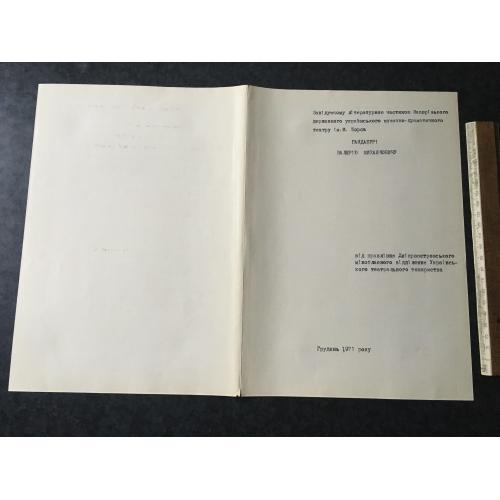 Завідуючому літературною частиною Запорізького
державного українського музично-драматичного
театру ім.М. Щорса
ГАЙДАБУРІ
ВАЛЕРІЮ МИХАЙЛОВИЧУ
від правління Дніпропетровського
міжобласного відділення Українсь-
кого театрального товариства
Грудень 1971 року